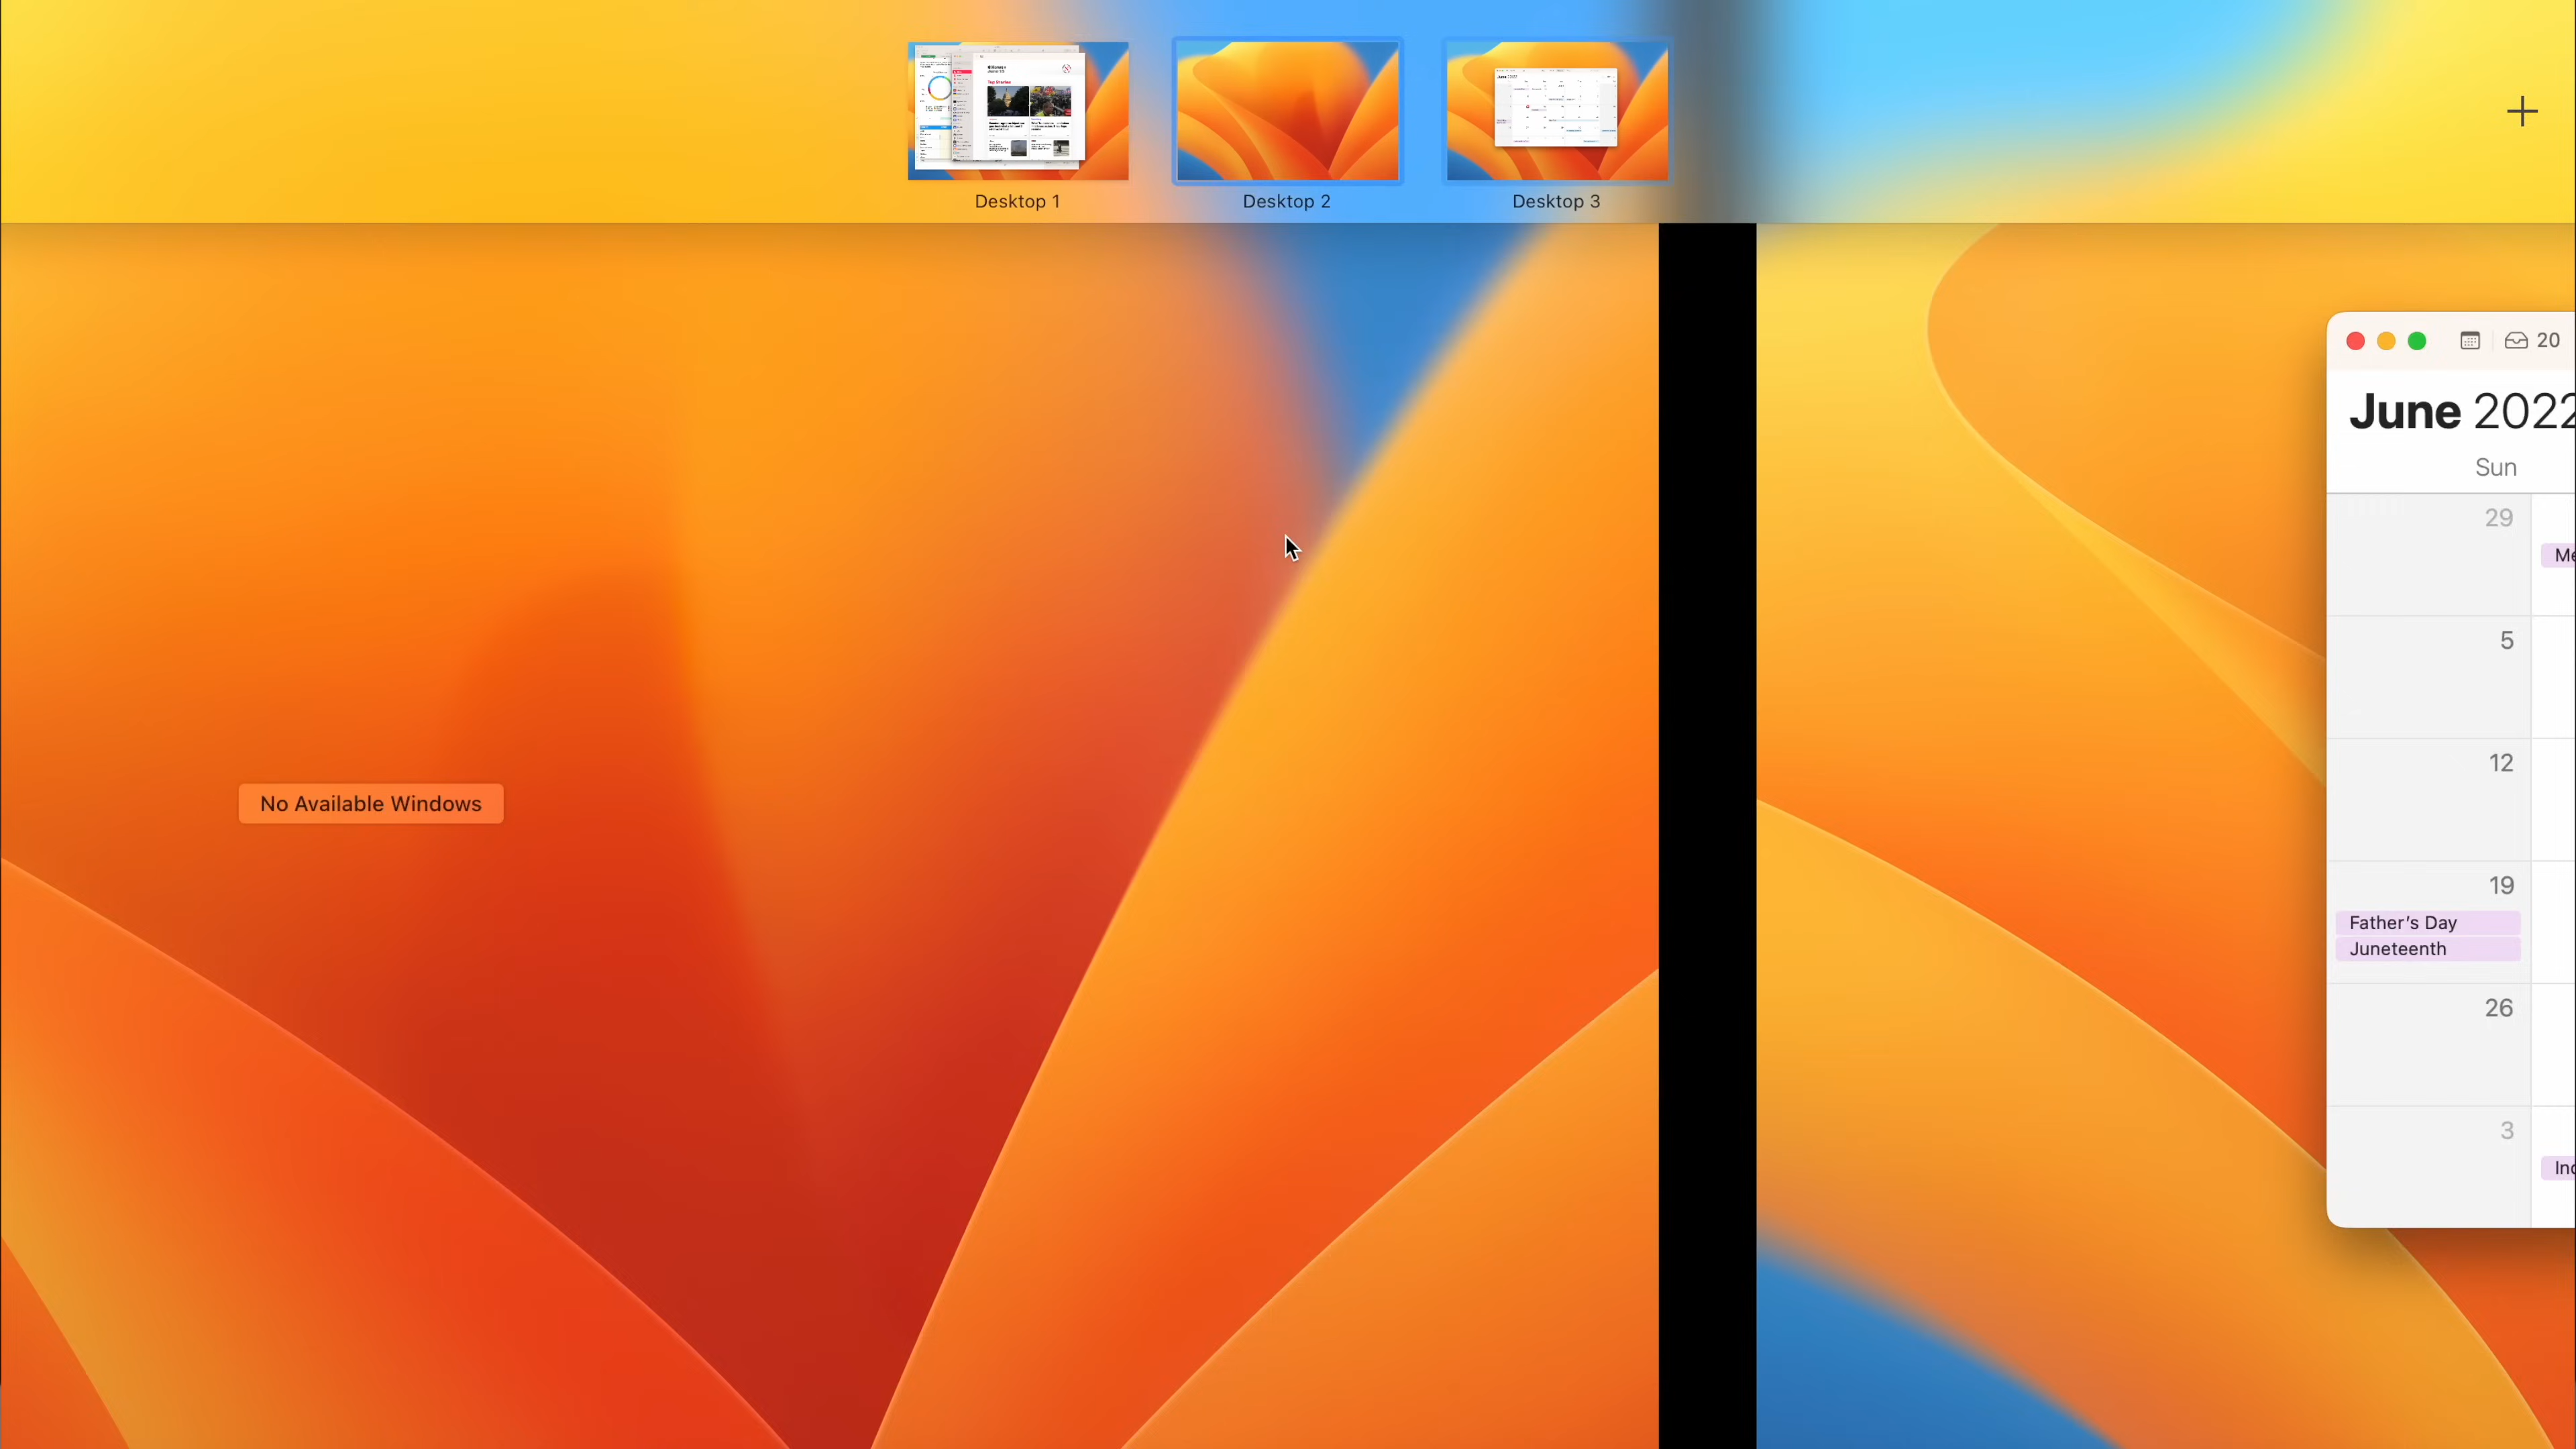 Desktop 1
Desktop 2
Desktop 3
20
June 2022
Sun
29
5
No Available Windows
12
19
Father's Day
Juneteenth
26
3